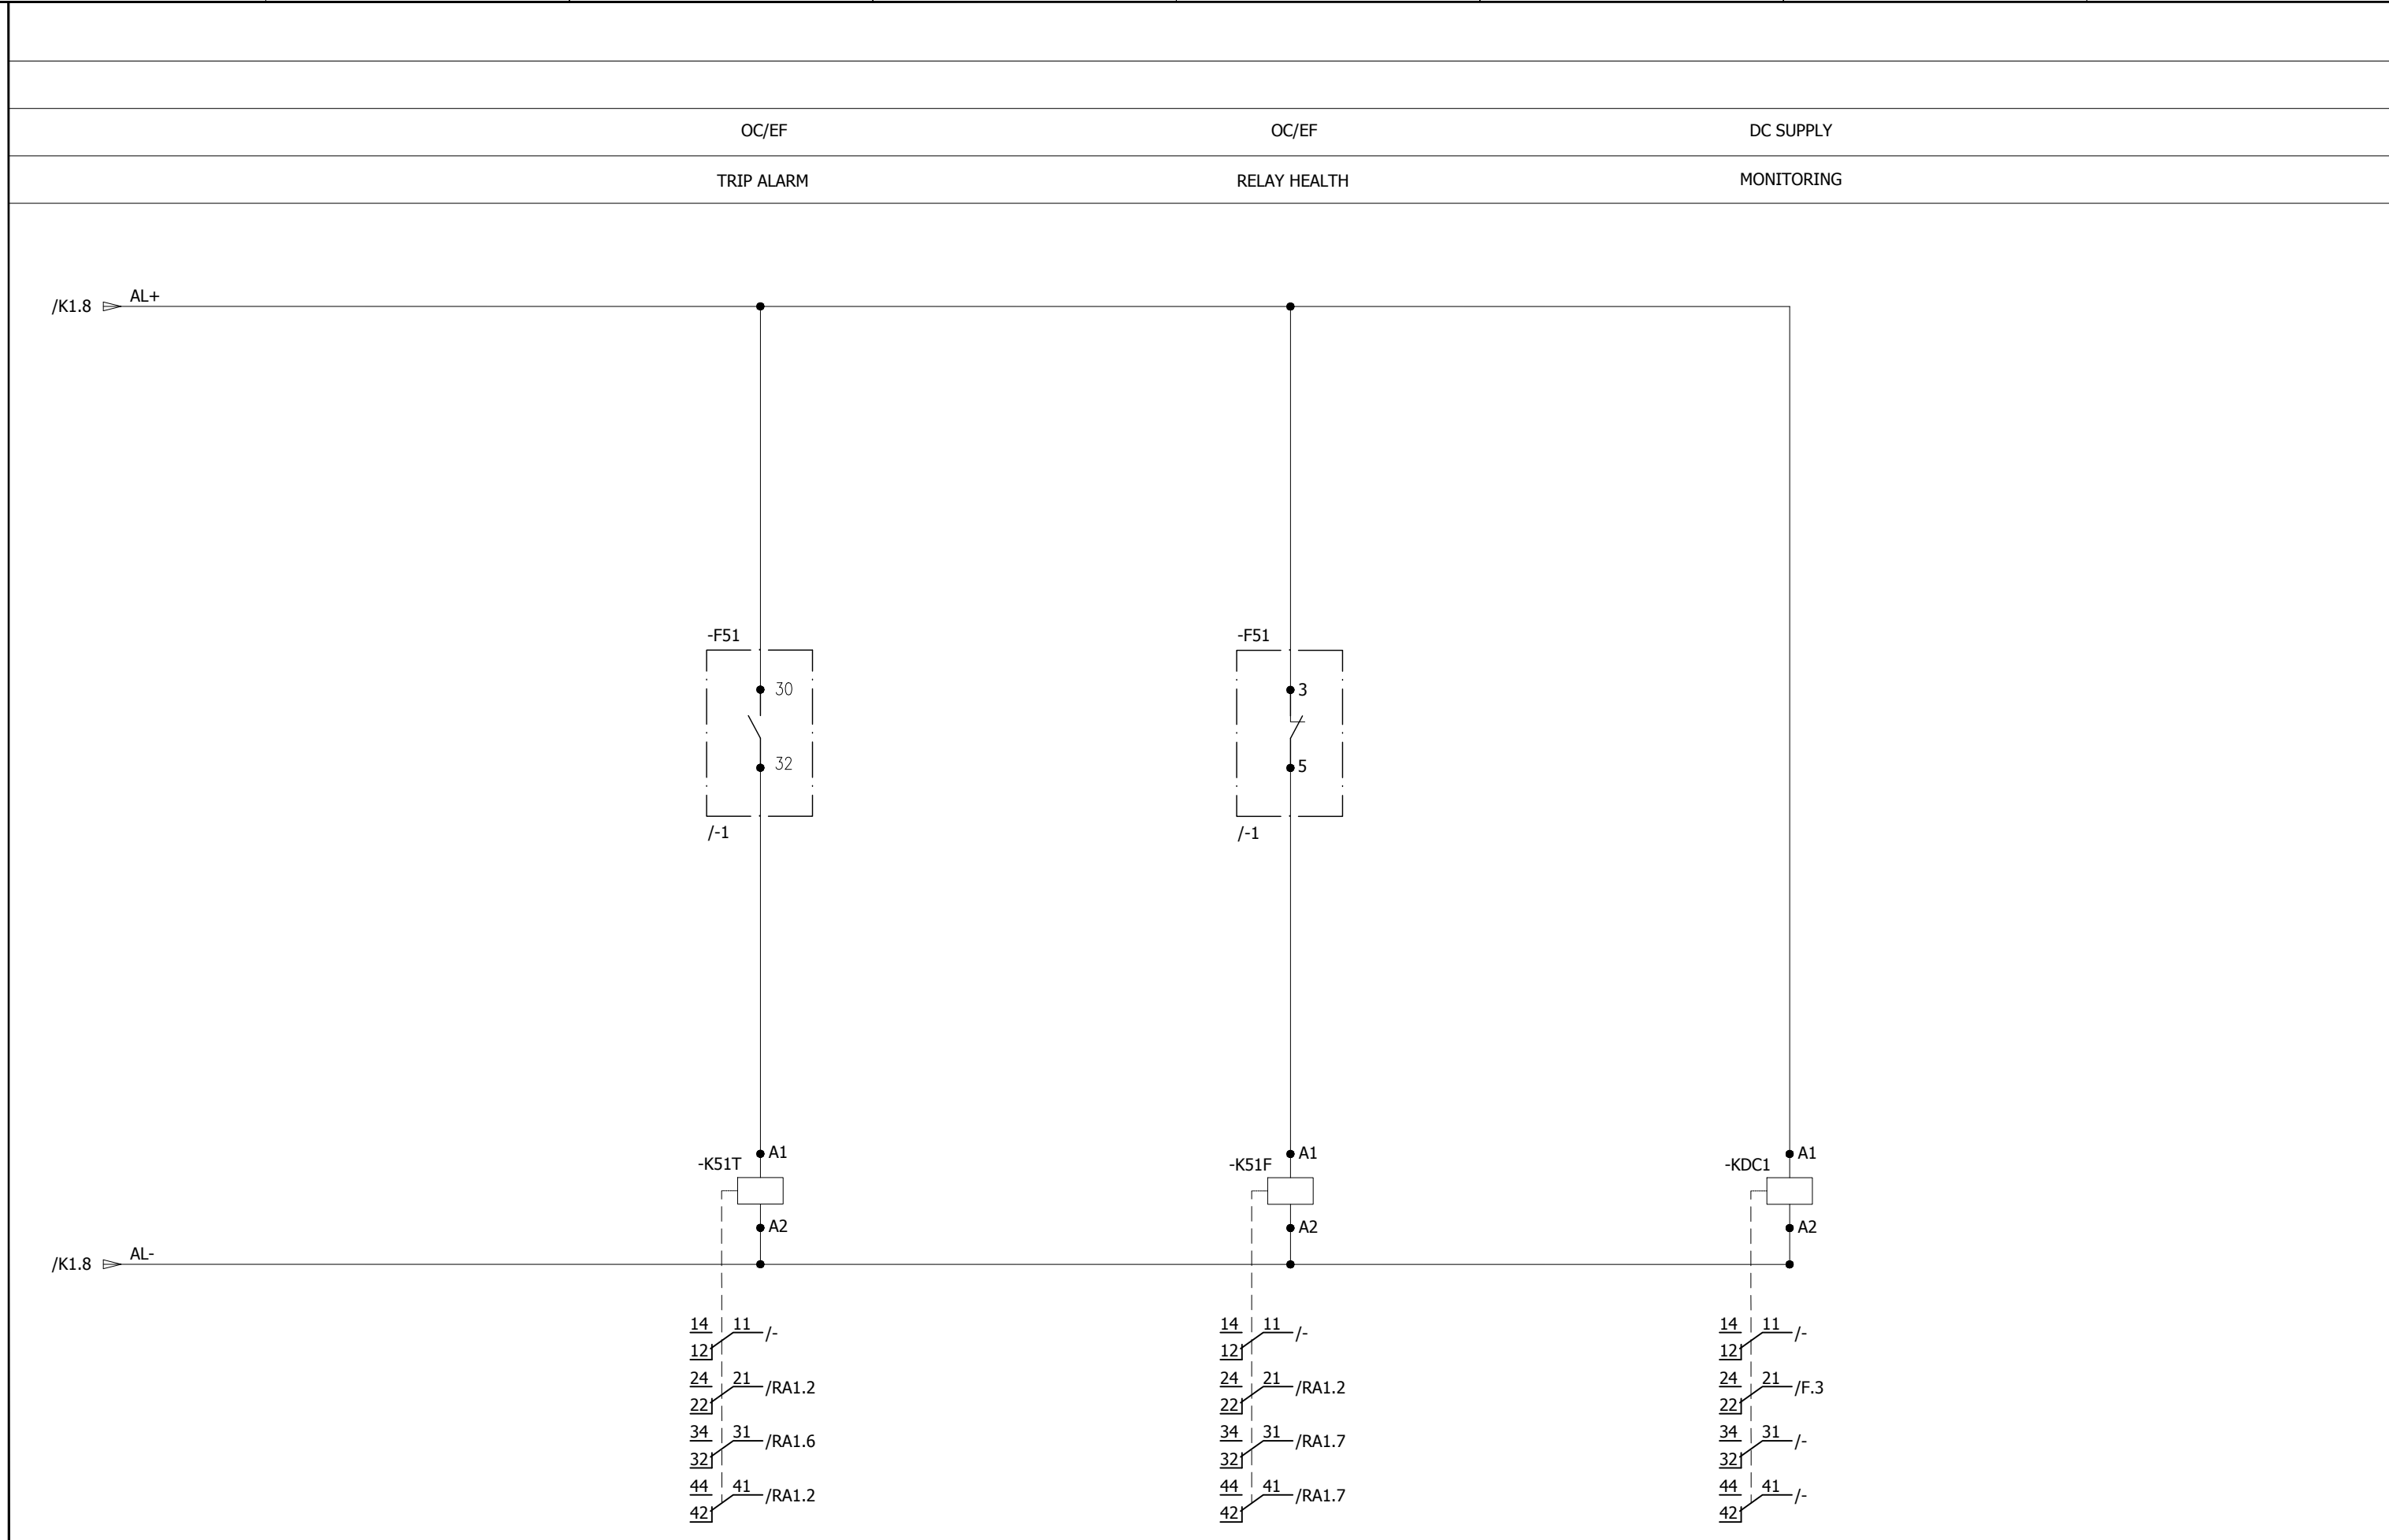 OC/EF OC/EF DC SUPPLY
TRIP ALARM RELAY HEALTH MONITORING
/K1.8 AL+
-F51 -F51
30 3
32 5
/-1 /-1
A1 A1 A1
-K51T -K51F -KDC1
A2 A2 A2
/K1.8 AL-
14 11 /- 14 11 /- 14 11 /-
12 12 12
24 21 /RA1.2 24 21 /RA1.2 24 21 /F.3
22 22 22
34 31 /RA1.6 34 31 /RA1.7 34 31 /-
32 32 32
44 41 /RA1.2 44 41 /RA1.7 44 41 /-
42 42 42